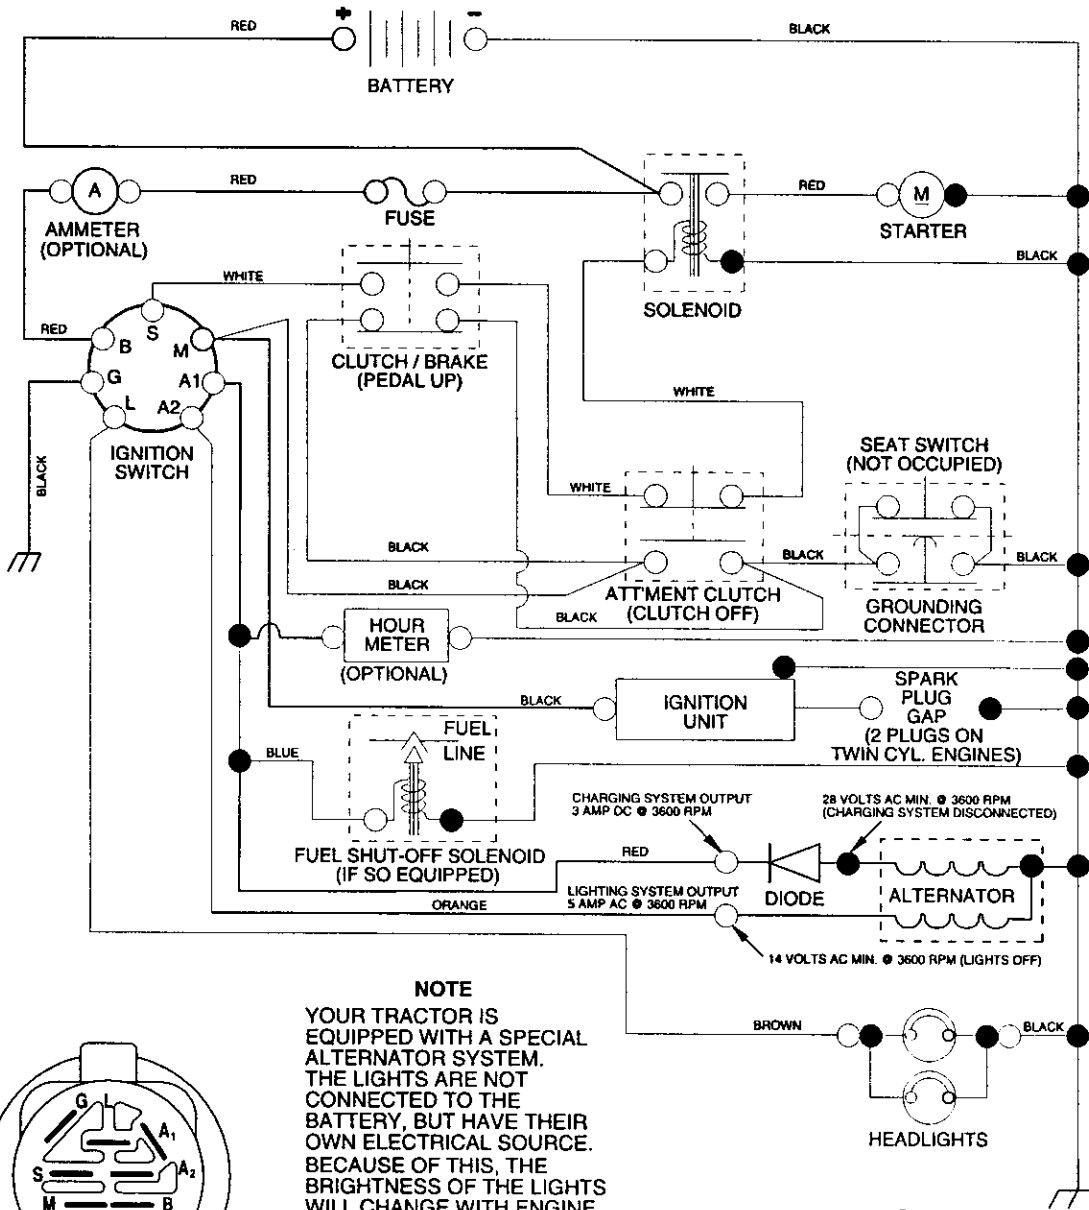 + -
RED
BLACK
BATTERY
A
RED
RED
M
AMMETER
(OPTIONAL)
FUSE
STARTER
WHITE
BLACK
SOLENOID
S
RED
B
M
G
A1
L
A2
CLUTCH / BRAKE
(PEDAL UP)
IGNITION
SWITCH
BLACK
WHITE
SEAT SWITCH
(NOT OCCUPIED)
WHITE
BLACK
BLACK
BLACK
BLACK
ATT'MENT CLUTCH
(CLUTCH OFF)
BLACK
GROUNDING
CONNECTOR
HOUR
METER
(OPTIONAL)
BLACK
IGNITION
UNIT
SPARK
PLUG
GAP
(2 PLUGS ON
TWIN CYL. ENGINES)
FUEL
LINE
BLUE
FUEL SHUT-OFF SOLENOID
(IF SO EQUIPPED)
CHARGING SYSTEM OUTPUT
3 AMP DC @ 3600 RPM
28 VOLTS AC MIN. @ 3600 RPM
(CHARGING SYSTEM DISCONNECTED)
RED
DIODE
ALTERNATOR
LIGHTING SYSTEM OUTPUT
5 AMP AC @ 3600 RPM
ORANGE
14 VOLTS AC MIN. @ 3600 RPM (LIGHTS OFF)
BROWN
BLACK
HEADLIGHTS
NOTE
YOUR TRACTOR IS
EQUIPPED WITH A SPECIAL
ALTERNATOR SYSTEM.
THE LIGHTS ARE NOT
CONNECTED TO THE
BATTERY, BUT HAVE THEIR
OWN ELECTRICAL SOURCE.
BECAUSE OF THIS, THE
BRIGHTNESS OF THE LIGHTS
WILL CHANGE WITH ENGINE
G L
A1
S
A2
M
B